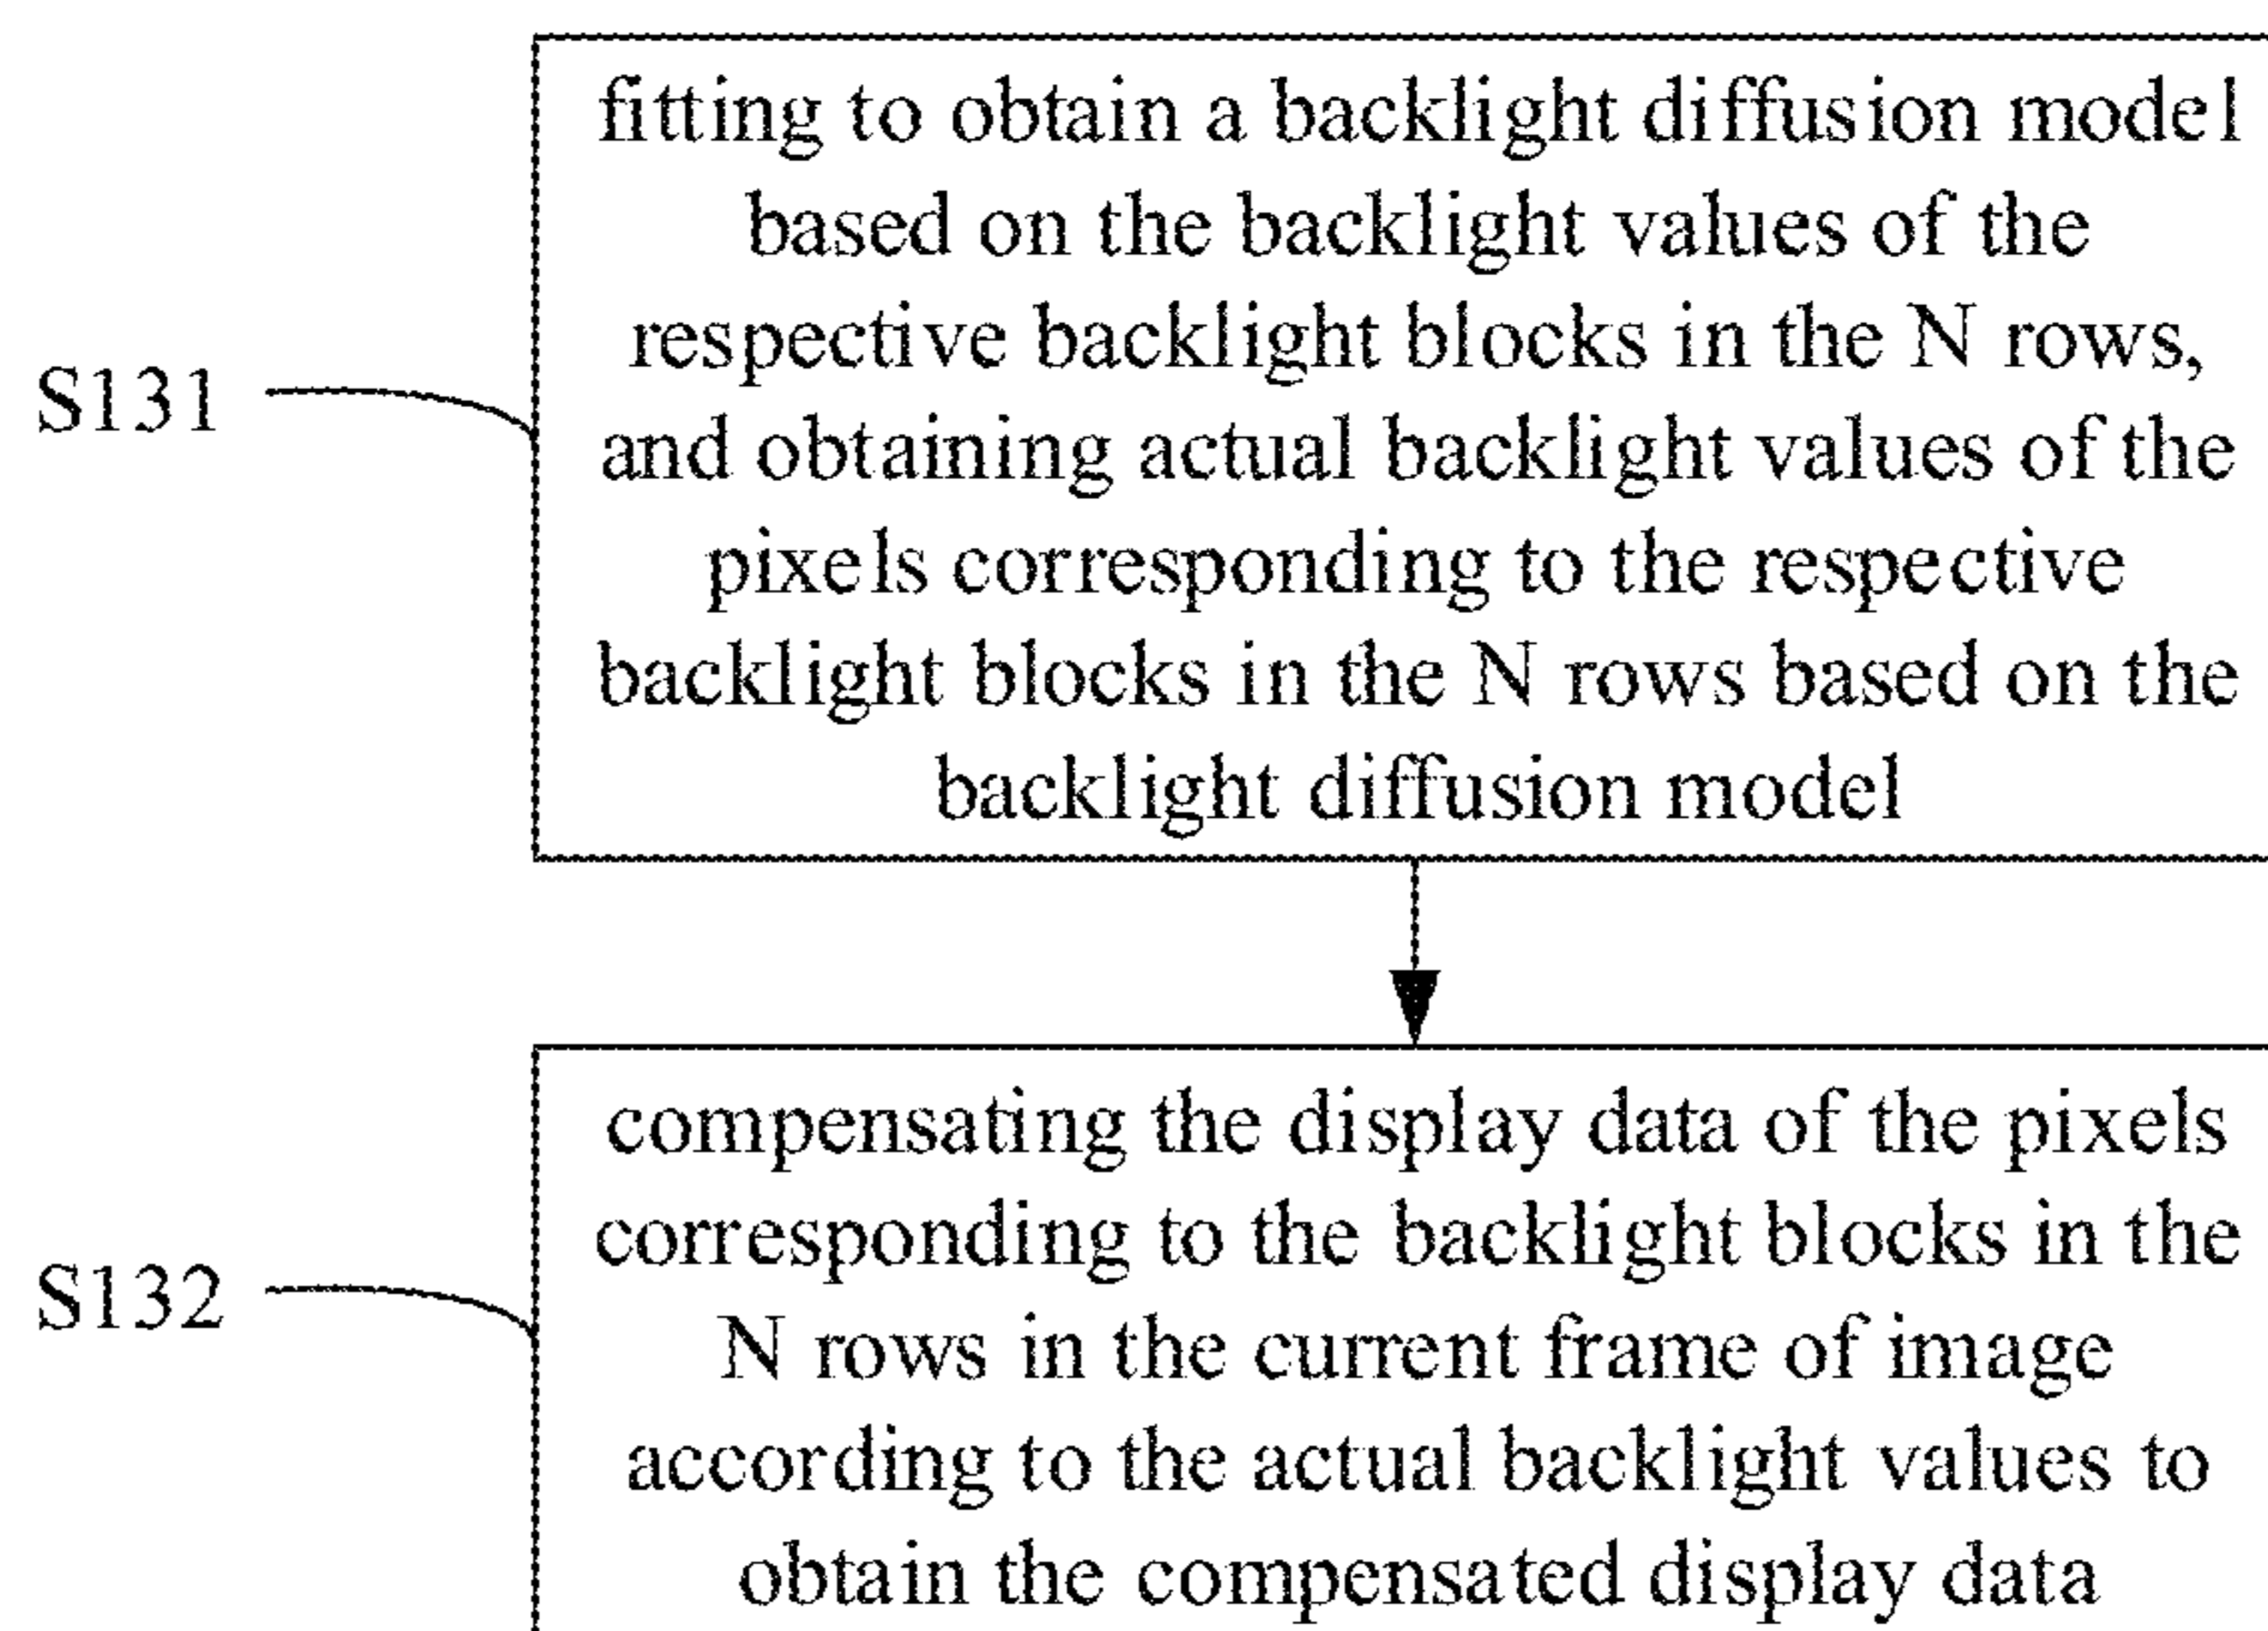 fitting to obtain a backlight diffusion model
based on the backlight values of the
respective backlight blocks in the N rows,
S131
and obtaining actual backlight values of the
pixels corresponding to the respective
backlight blocks in the N rows based on the
backlight diffusion model
compensating the display data of the pixels
corresponding to the backlight blocks in the
S132
N rows in the current frame of image
according to the actual backlight values to
obtain the compensated display data